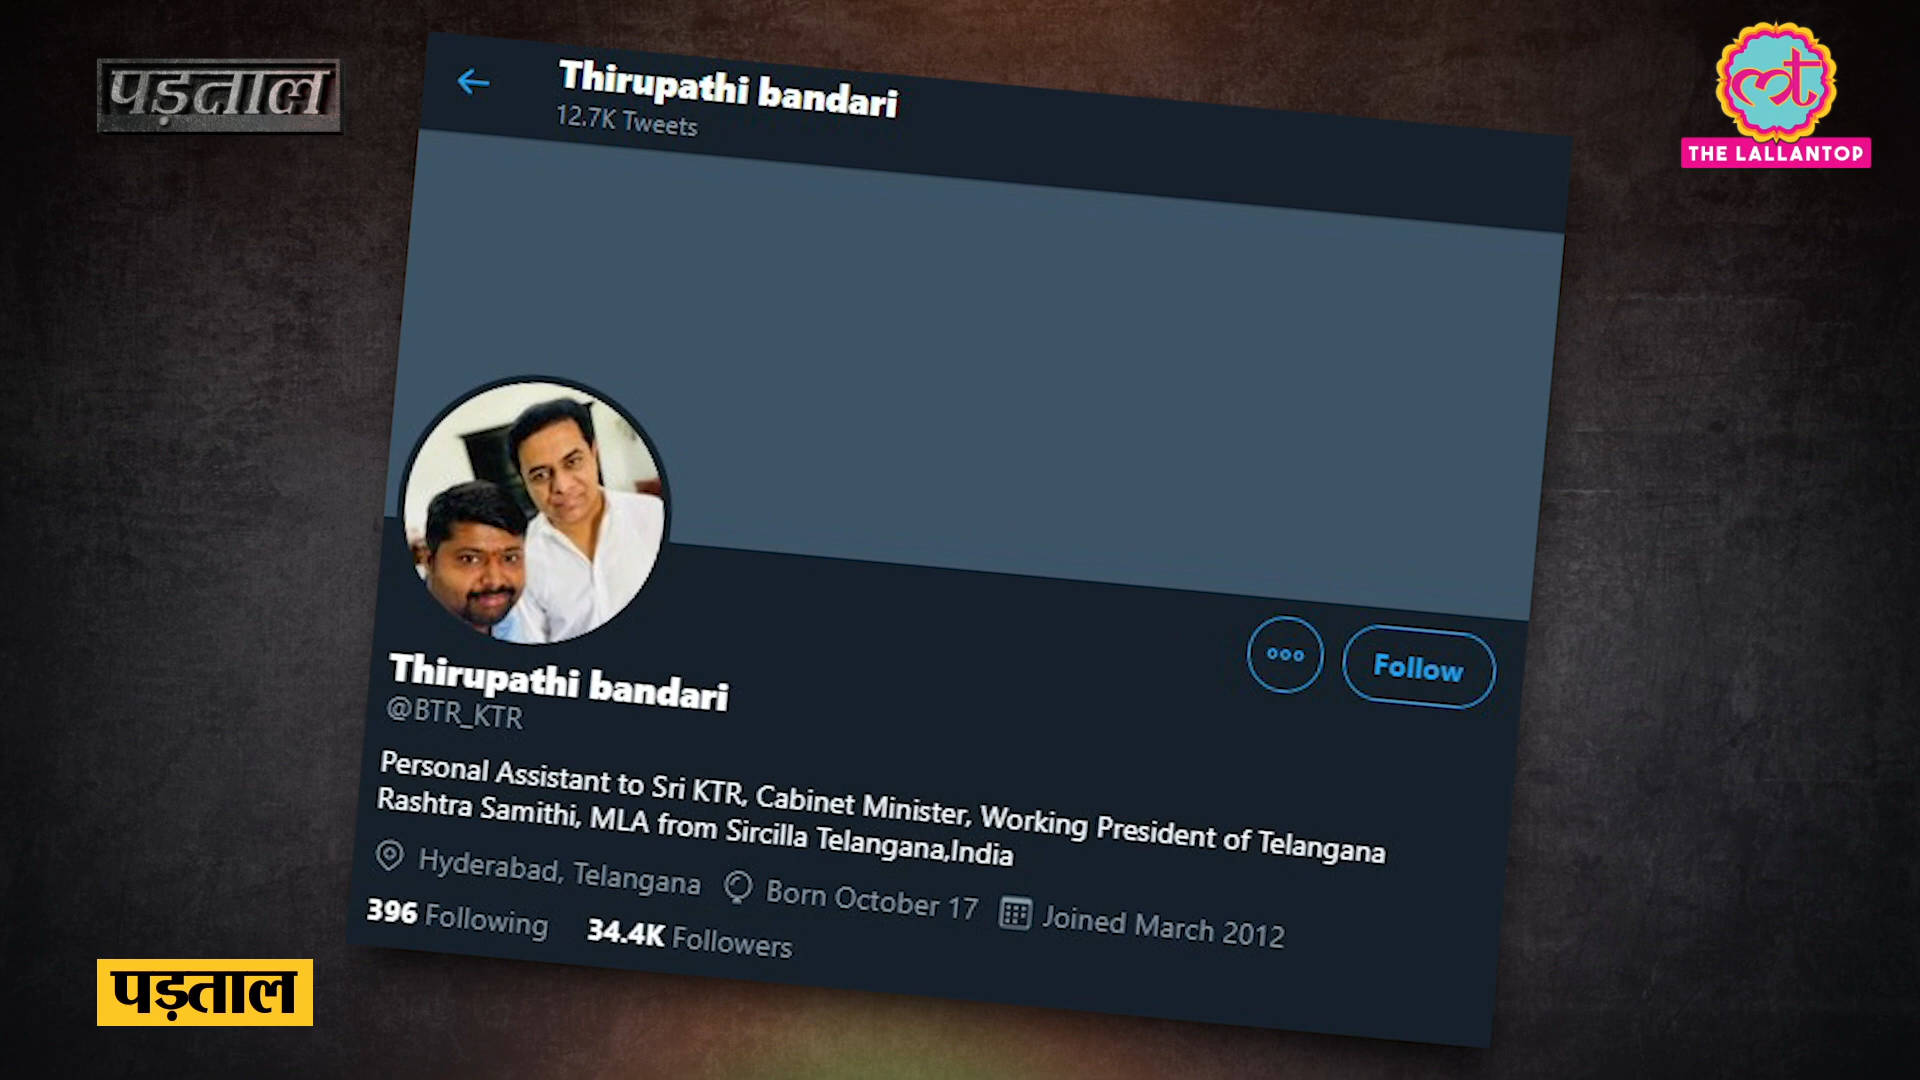 पड़ताल
Thirupathi bandari
12.7K Tweets
THE LALLANTOP
Thirupathi bandari
@BTR_KTR
Follow
Personal Assistant to Sri KTR, Cabinet Minister, Working President of Telangana
Rashtra Samithi, MLA from Sircilla Telangana,India
Hyderabad, Telangana Born October 17 Joined March 2012
396 Following 34.4K Followers
पड़ताल